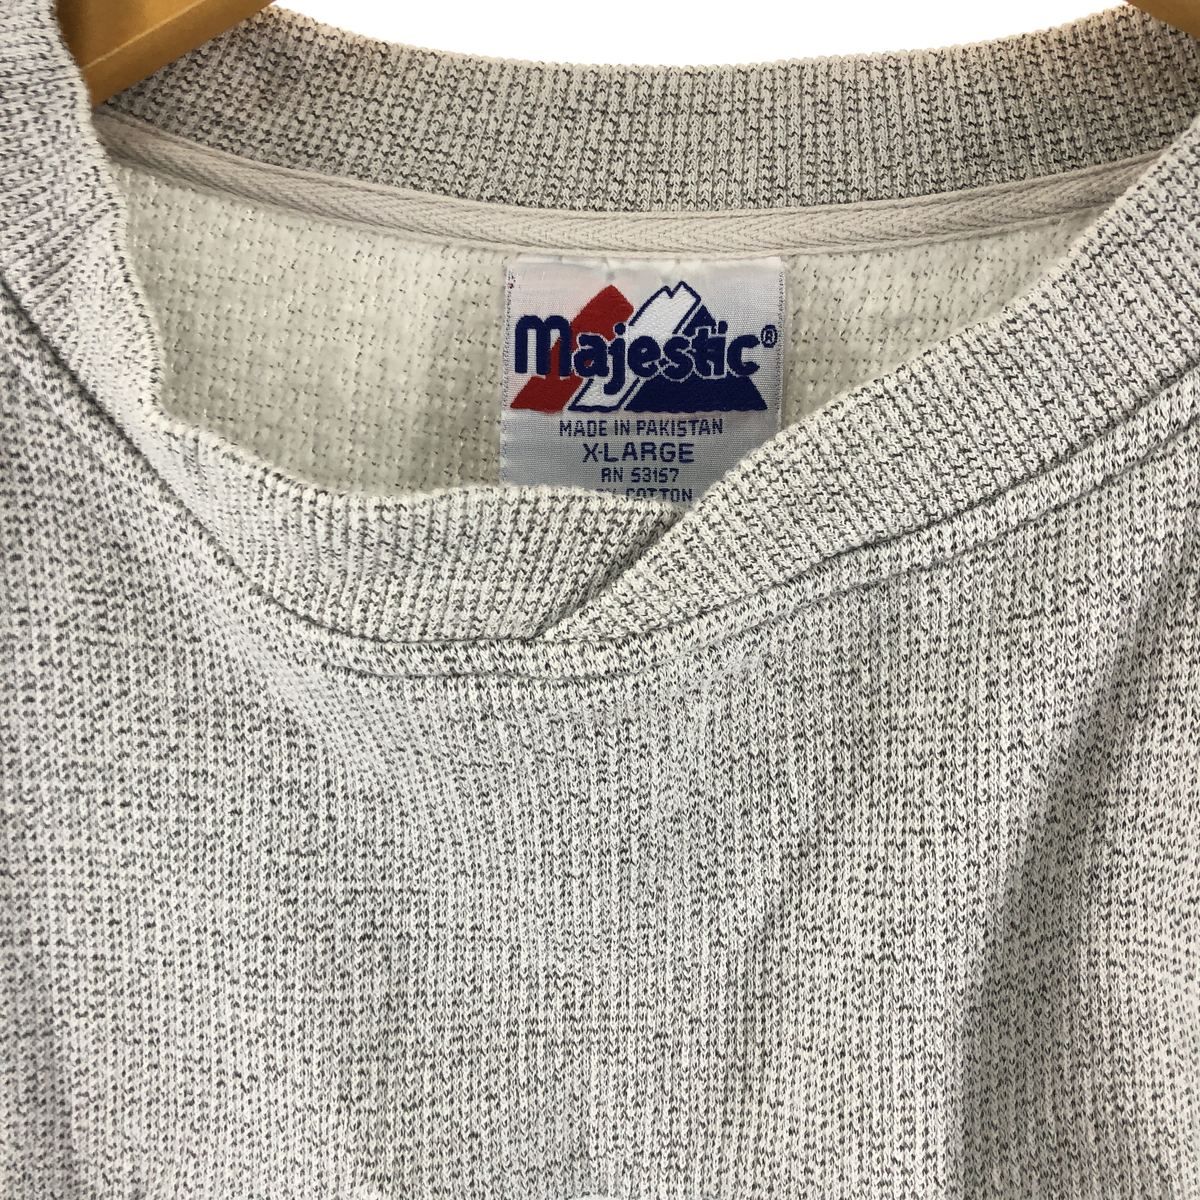 Majestic®
MADE IN PAKISTAN
X-LARGE
RN 53157
% COTTON